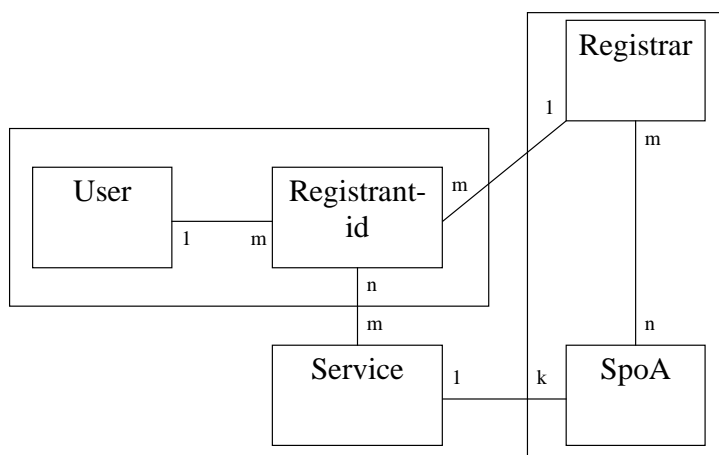 Registrar
1
m
m
User
Registrant-
id
1
m
n
m
n
Service
1
k
SpoA